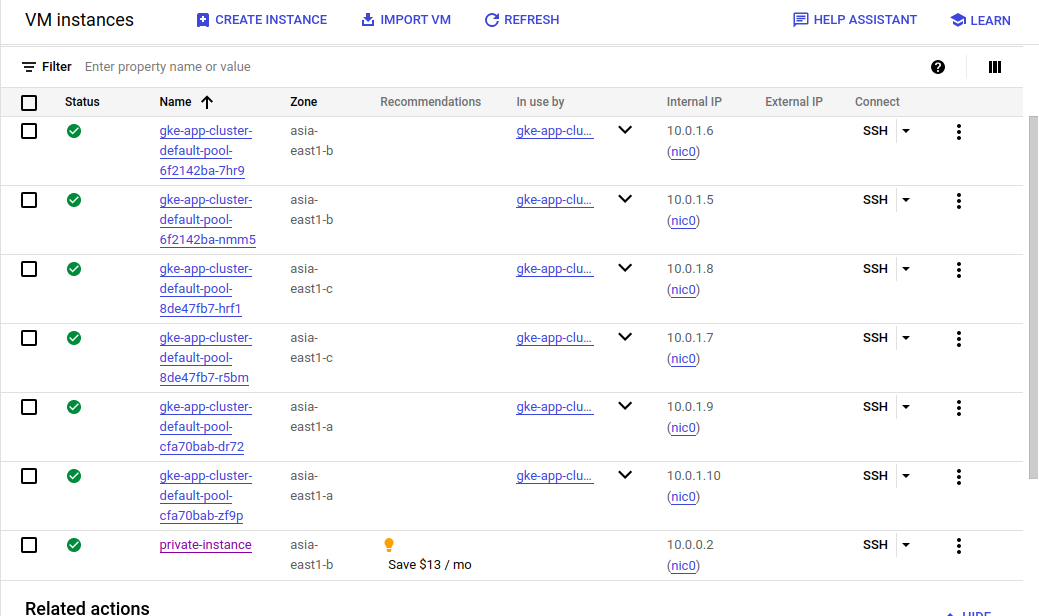 VM instances CREATE INSTANCE IMPORT VM REFRESH HELP ASSISTANT LEARN
Filter Enter property name or value
Status Name Zone Recommendations In use by Internal IP External IP Connect
gke-app-cluster- asia- gke-app-clu... 10.0.1.6 SSH
default-pool- east1-b (nic0)
6f2142ba-7hr9
gke-app-cluster- asia- gke-app-clu... 10.0.1.5 SSH
default-pool- east1-b (nic0)
6f2142ba-nmm5
gke-app-cluster- asia- gke-app-clu... 10.0.1.8 SSH
default-pool- east1-c (nic0)
8de47fb7-hrf1
gke-app-cluster- asia- gke-app-clu... 10.0.1.7 SSH
default-pool- east1-c (nic0)
8de47fb7-r5bm
gke-app-cluster- asia- gke-app-clu... 10.0.1.9 SSH
default-pool- east1-a (nic0)
cfa70bab-dr72
gke-app-cluster- asia- gke-app-clu... 10.0.1.10 SSH
default-pool- east1-a (nic0)
cfa70bab-zf9p
private-instance asia- 10.0.0.2 SSH
east1-b Save $13 / mo (nic0)
Related actions HIDE